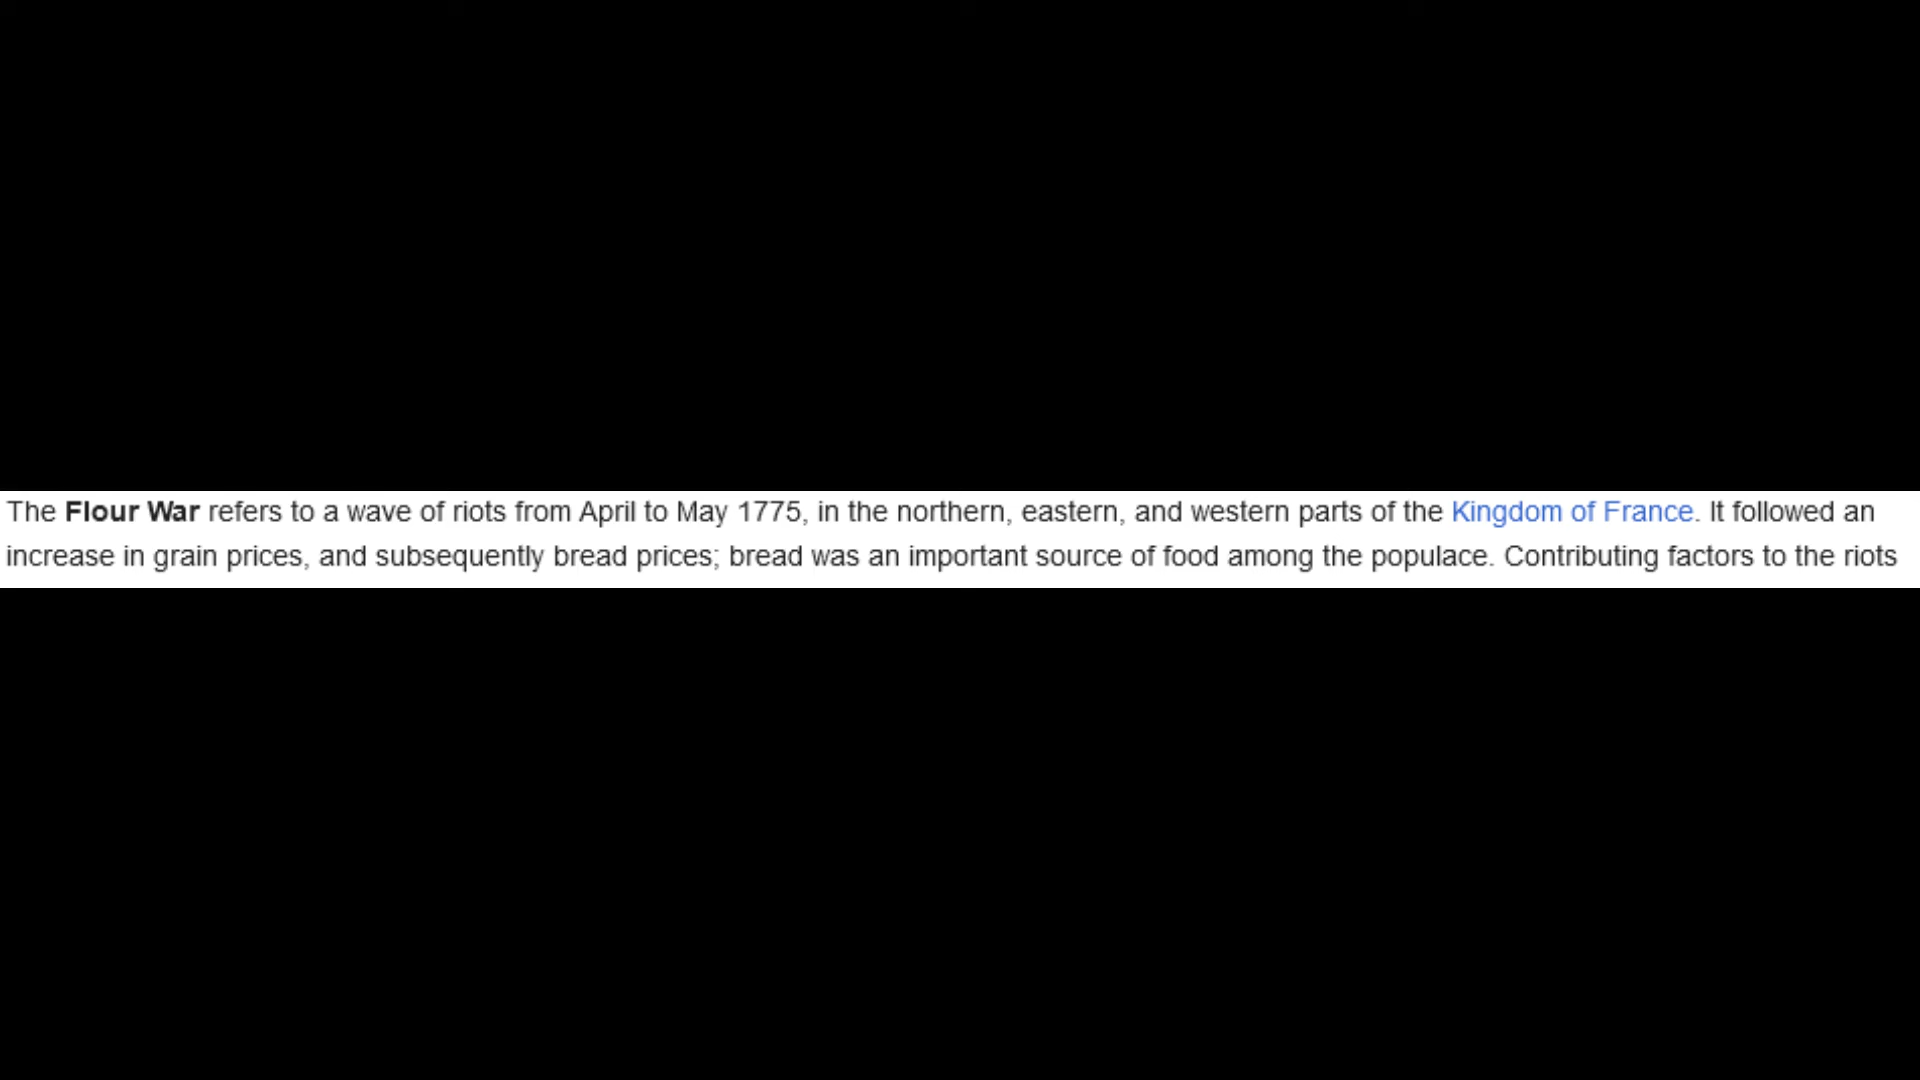 The Flour War refers to a wave of riots from April to May 1775, in the northern, eastern, and western parts of the Kingdom of France. It followed an
increase in grain prices, and subsequently bread prices; bread was an important source of food among the populace. Contributing factors to the riots